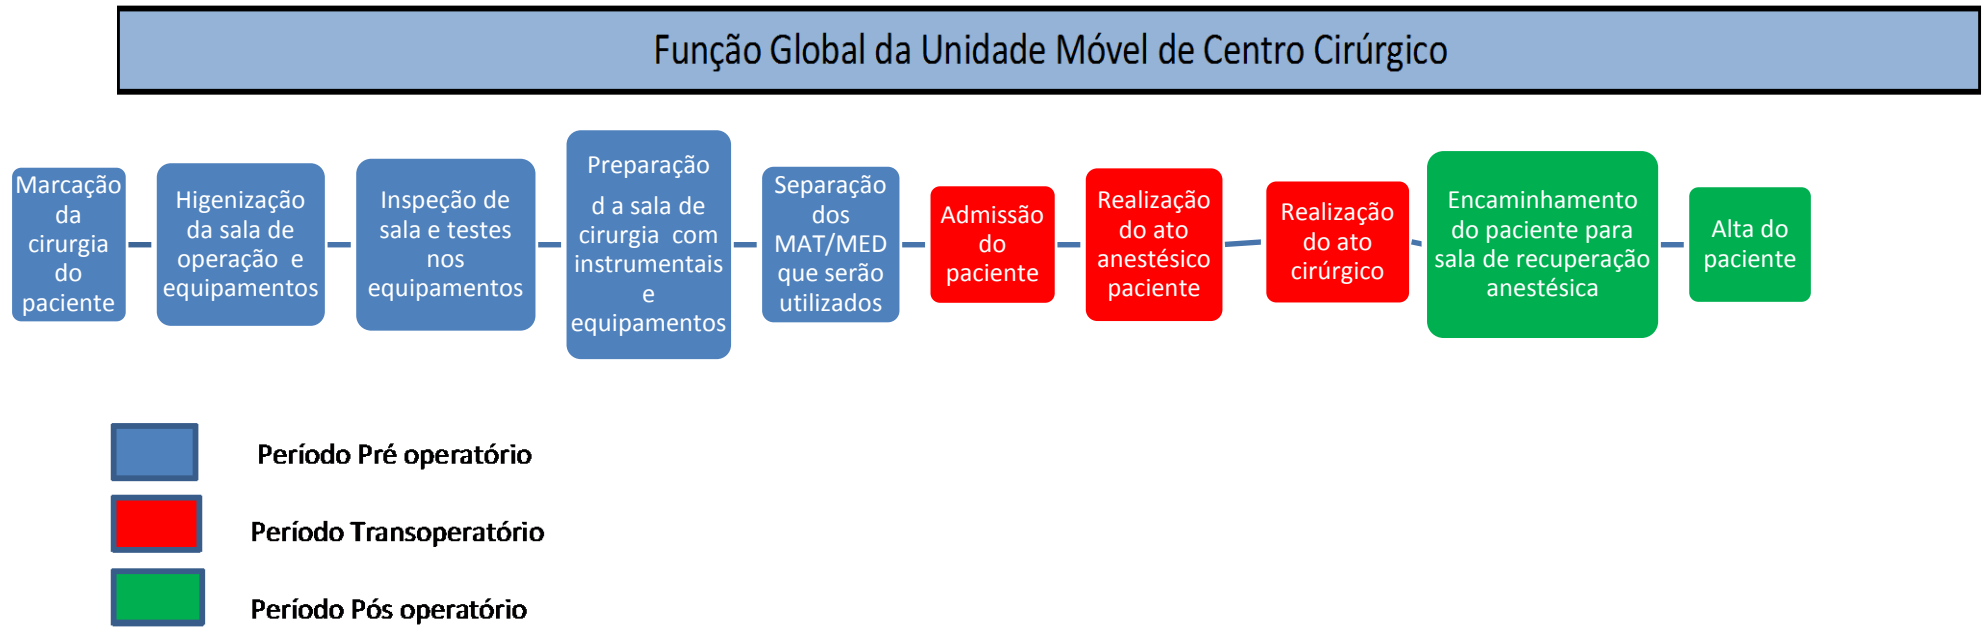 Função Global da Unidade Móvel de Centro Cirúrgico
Marcação
da
cirurgia
do
paciente
Higenização
da sala de
operação e
equipamentos
Inspeção de
sala e testes
nos
equipamentos
Preparação
d a sala de
cirurgia com
instrumentais
e
equipamentos
Separação
dos
MAT/MED
que serão
utilizados
Admissão
do
paciente
Realização
do ato
anestésico
paciente
Realização
do ato
cirúrgico
Encaminhamento
do paciente para
sala de recuperação
anestésica
Alta do
paciente
Período Pré operatório
Período Transoperatório
Período Pós operatório